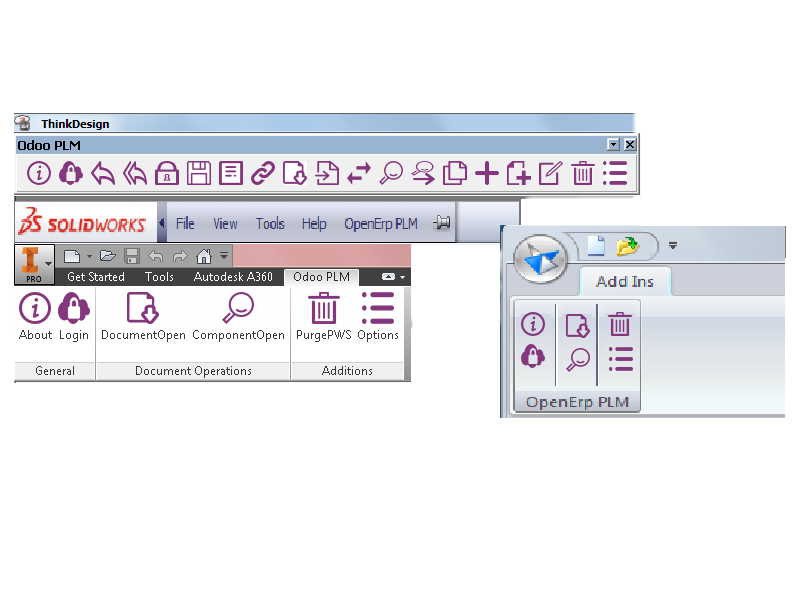 ThinkDesign
Odoo PLM
SOLIDWORKS File View Tools Help OpenErp PLM
PRO
Get Started Tools Autodesk A360 Odoo PLM
About Login DocumentOpen ComponentOpen PurgePWS Options
General Document Operations Additions
Add Ins
OpenErp PLM